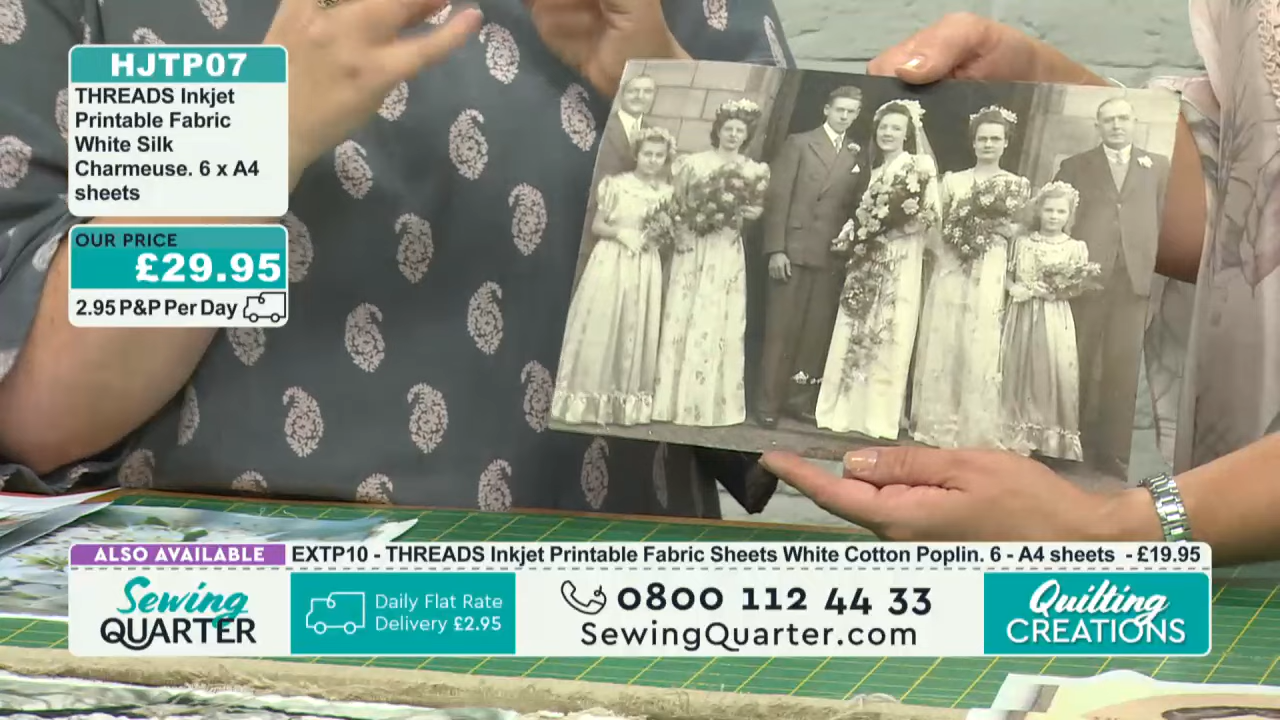 HJTP07
THREADS Inkjet
Printable Fabric
White Silk
Charmeuse. 6 x A4
sheets
OUR PRICE
£29.95
2.95 P&P Per Day
ALSO AVAILABLE
EXTP10 - THREADS Inkjet Printable Fabric Sheets White Cotton Poplin. 6 - A4 sheets - £19.95
Sewing
QUARTER
Daily Flat Rate
Delivery £2.95
0800 112 44 33
SewingQuarter.com
Quilting
CREATIONS